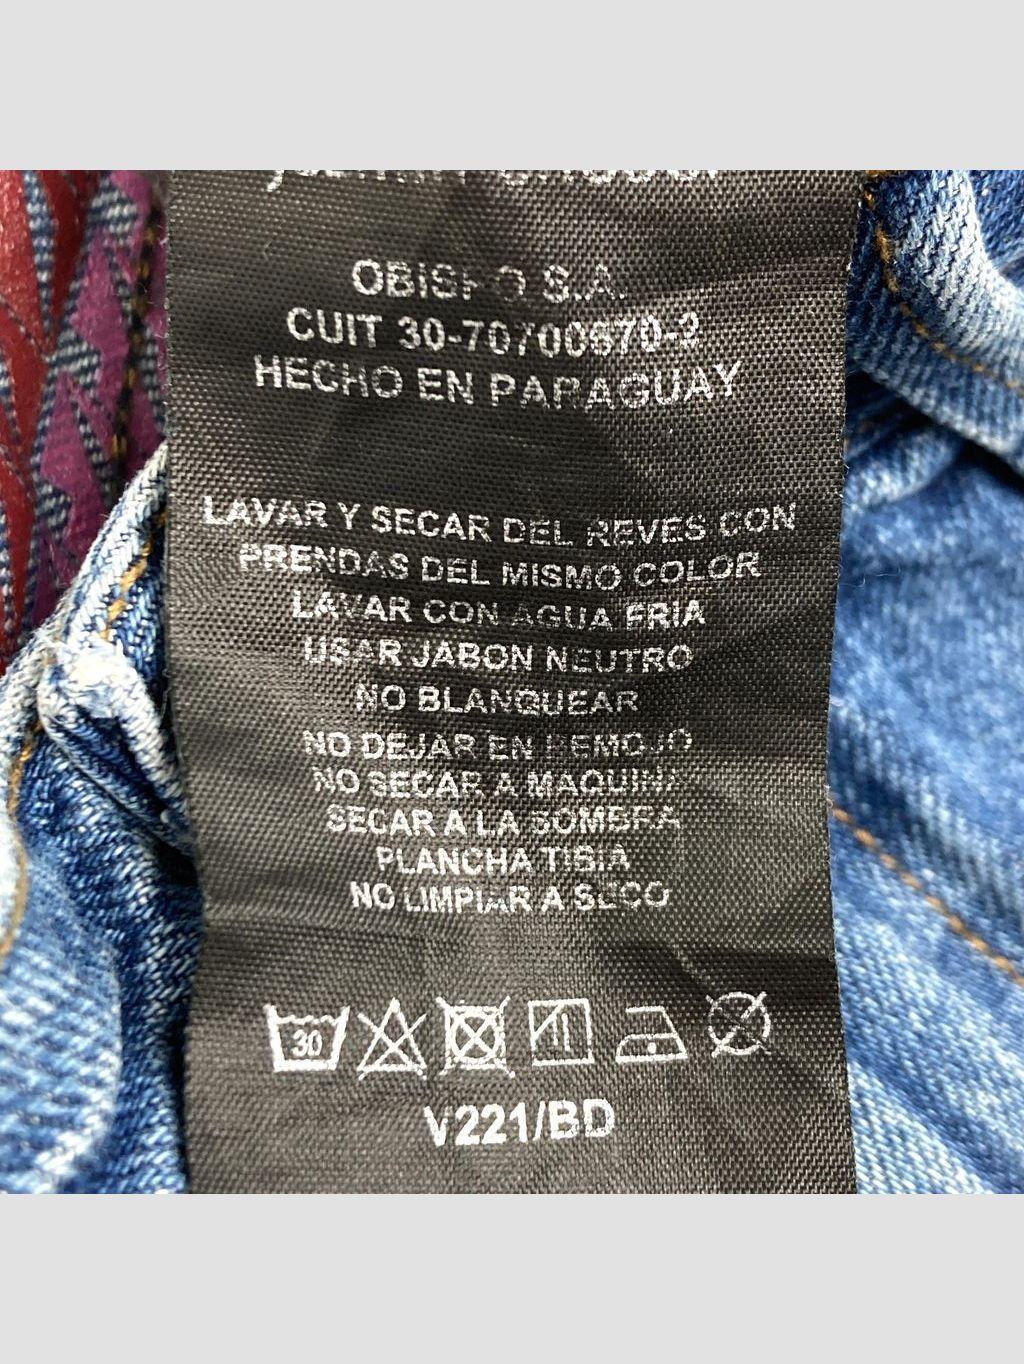 OBISPO S.A.
CUIT 30-70700670-2
HECHO EN PARAGUAY
LAVAR Y SECAR DEL REVES CON
PRENDAS DEL MISMO COLOR
LAVAR CON AGUA FRIA
USAR JABON NEUTRO
NO BLANQUEAR
NO DEJAR EN REMOJO
NO SECAR A MAQUINA
SECAR A LA SOMBRA
PLANCHA TIBIA
NO LIMPIAR A SECO
30
V221/BD